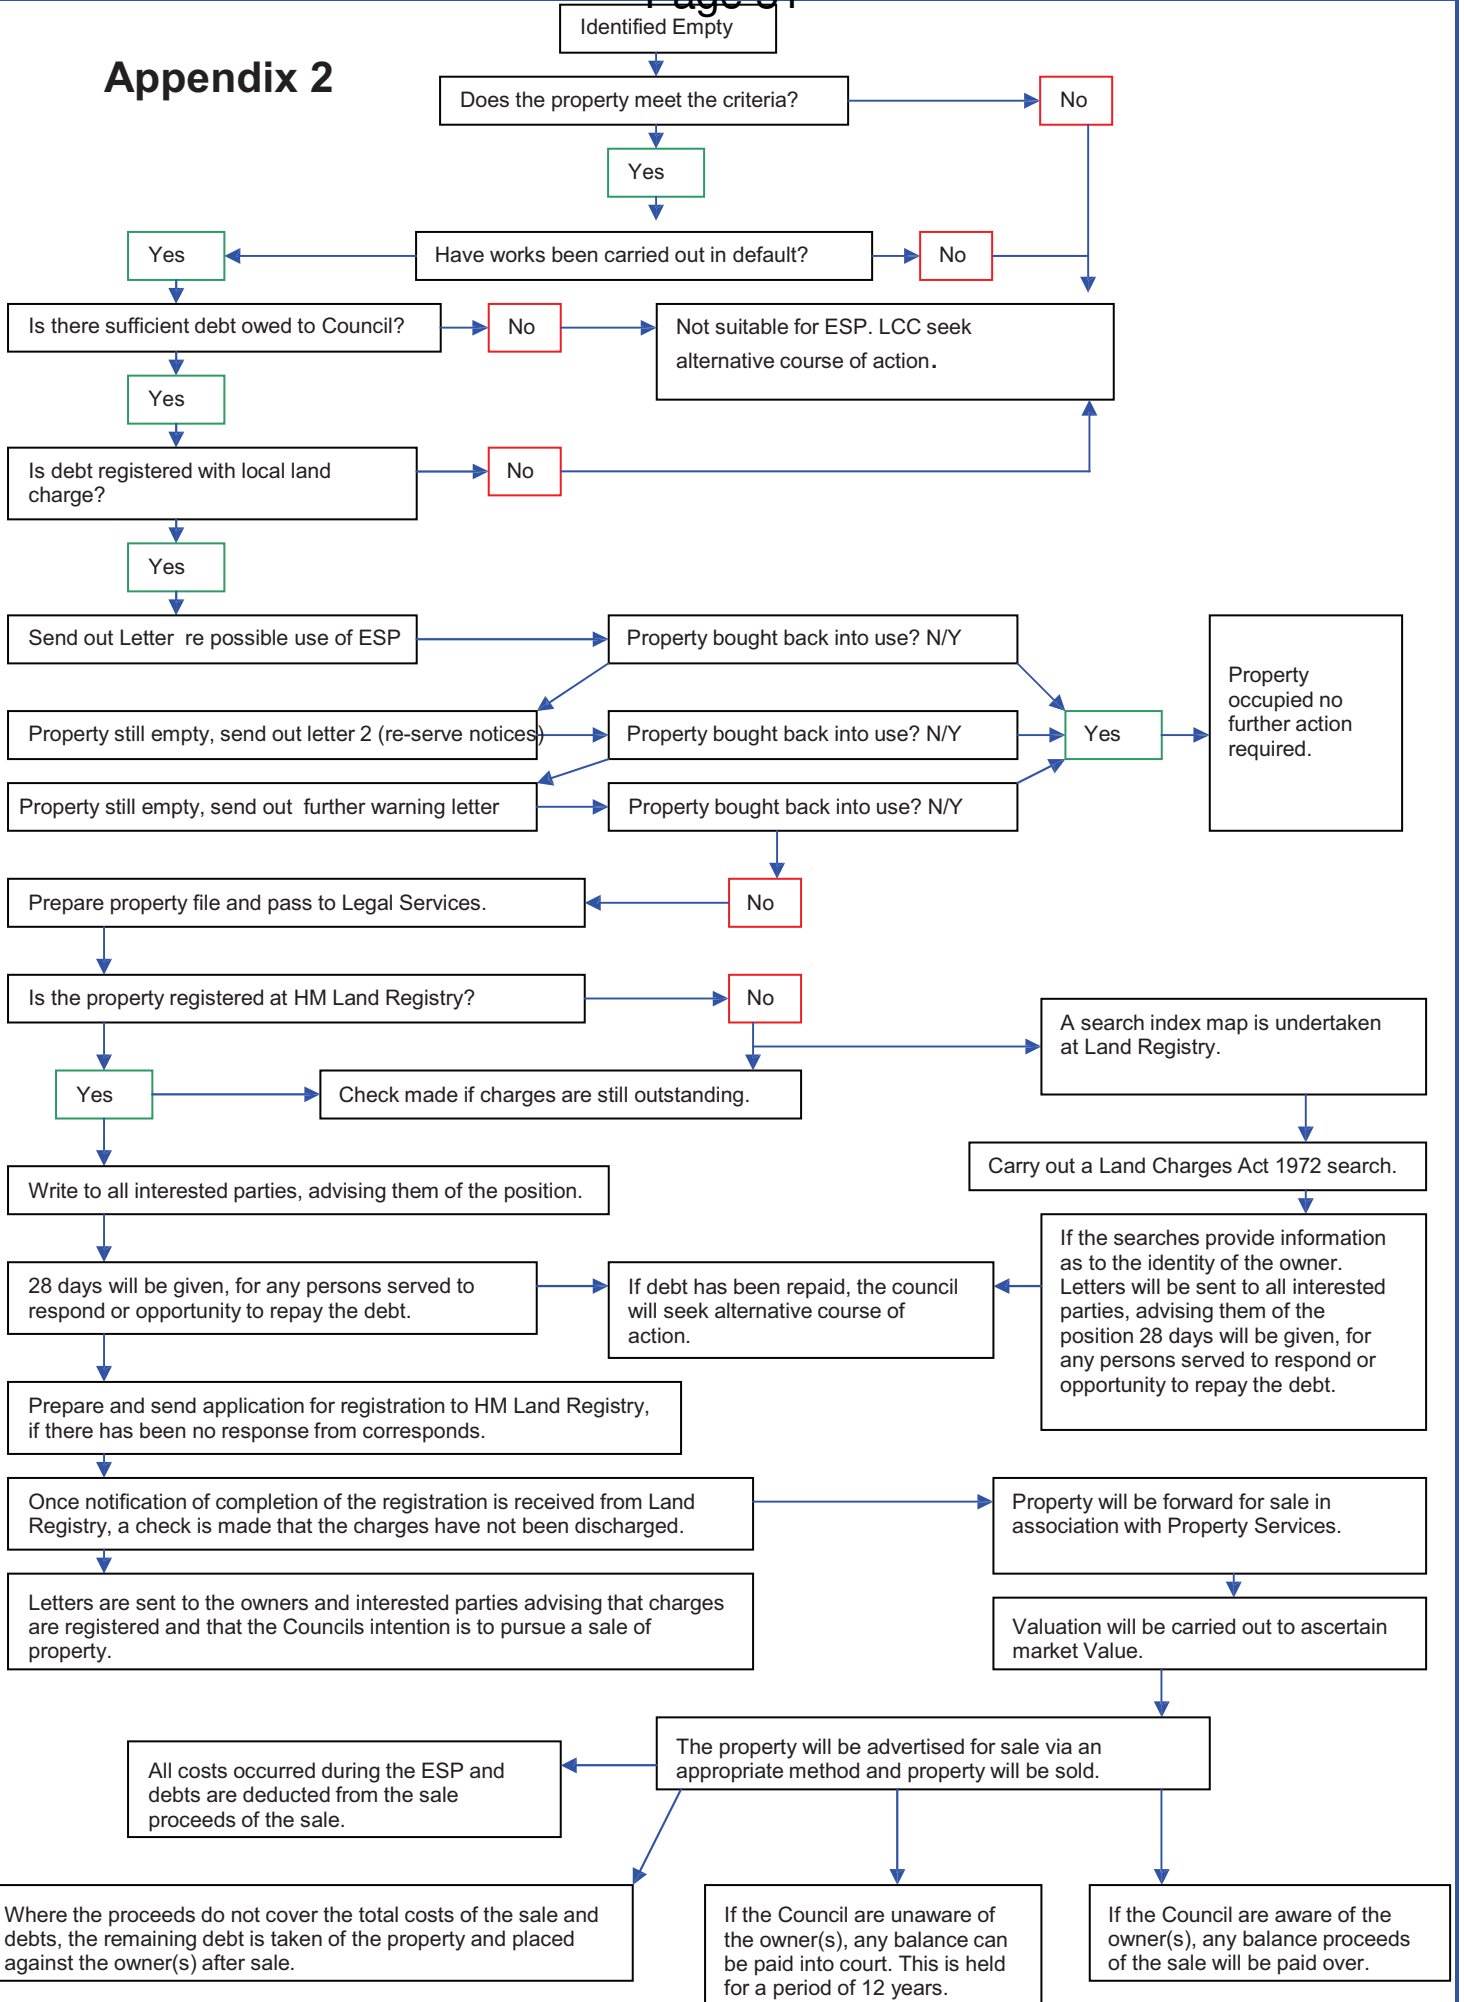 Identified Empty
Appendix 2
Does the property meet the criteria?
No
Yes
Yes
Have works been carried out in default?
No
Is there sufficient debt owed to Council?
No
Not suitable for ESP. LCC seek
alternative course of action.
Yes
Is debt registered with local land
charge?
No
Yes
Send out Letter  re possible use of ESP
Property bought back into use? N/Y
Property
occupied no
further action
required.
Property still empty, send out letter 2 (re-serve notices)
Property bought back into use? N/Y
Yes
Property still empty, send out  further warning letter
Property bought back into use? N/Y
Prepare property file and pass to Legal Services.
No
Is the property registered at HM Land Registry?
No
A search index map is undertaken
at Land Registry.
Yes
Check made if charges are still outstanding.
Carry out a Land Charges Act 1972 search.
Write to all interested parties, advising them of the position.
If the searches provide information
as to the identity of the owner.
Letters will be sent to all interested
parties, advising them of the
position 28 days will be given, for
any persons served to respond or
opportunity to repay the debt.
28 days will be given, for any persons served to
respond or opportunity to repay the debt.
If debt has been repaid, the council
will seek alternative course of
action.
Prepare and send application for registration to HM Land Registry,
if there has been no response from corresponds.
Once notification of completion of the registration is received from Land
Registry, a check is made that the charges have not been discharged.
Property will be forward for sale in
association with Property Services.
Letters are sent to the owners and interested parties advising that charges
are registered and that the Councils intention is to pursue a sale of
property.
Valuation will be carried out to ascertain
market Value.
The property will be advertised for sale via an
appropriate method and property will be sold.
All costs occurred during the ESP and
debts are deducted from the sale
proceeds of the sale.
Where the proceeds do not cover the total costs of the sale and
debts, the remaining debt is taken of the property and placed
against the owner(s) after sale.
If the Council are unaware of
the owner(s), any balance can
be paid into court. This is held
for a period of 12 years.
If the Council are aware of the
owner(s), any balance proceeds
of the sale will be paid over.